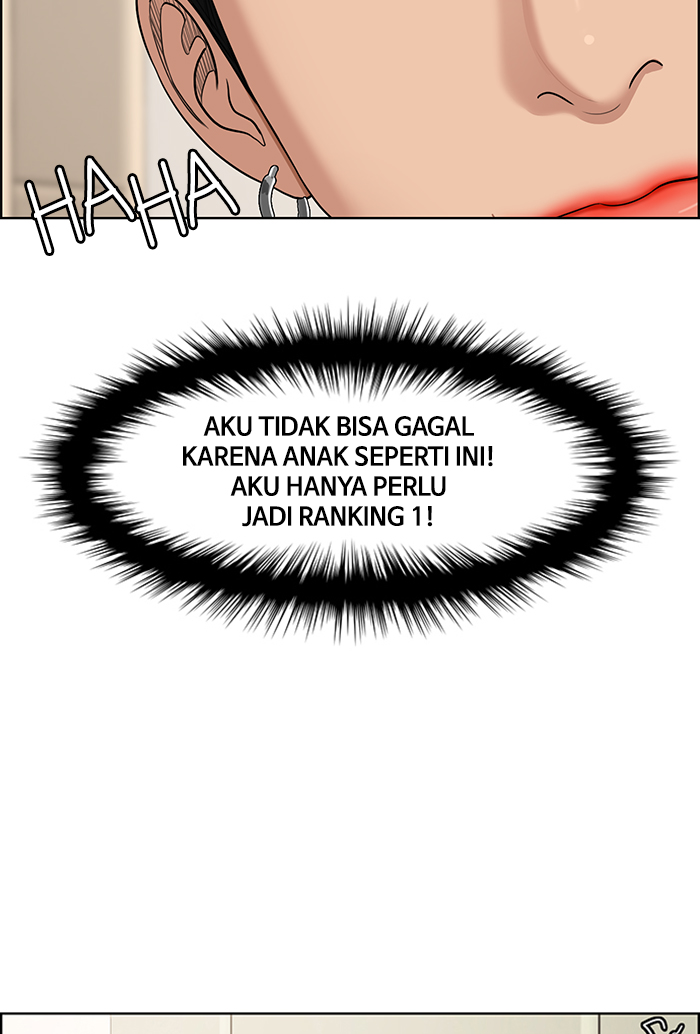 HAHA
AKU TIDAK BISA GAGAL
KARENA ANAK SEPERTI INI!
AKU HANYA PERLU
JADI RANKING 1!